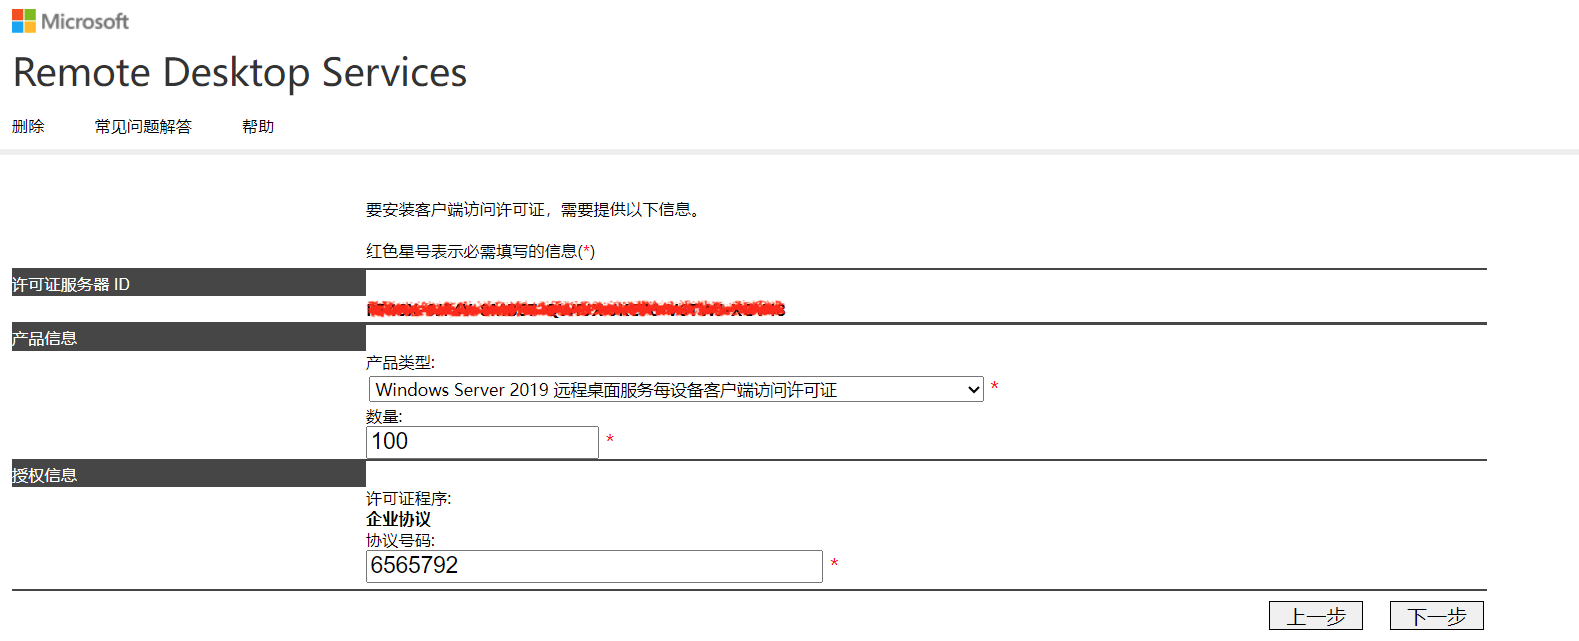 Microsoft
Remote Desktop Services
删除 常见问题解答 帮助
要安装客户端访问许可证，需要提供以下信息。
红色星号表示必需填写的信息(*)
许可证服务器 ID
产品信息
产品类型:
Windows Server 2019 远程桌面服务每设备客户端访问许可证 *
数量:
100 *
授权信息
许可证程序:
企业协议
协议号码:
6565792 *
上一步 下一步